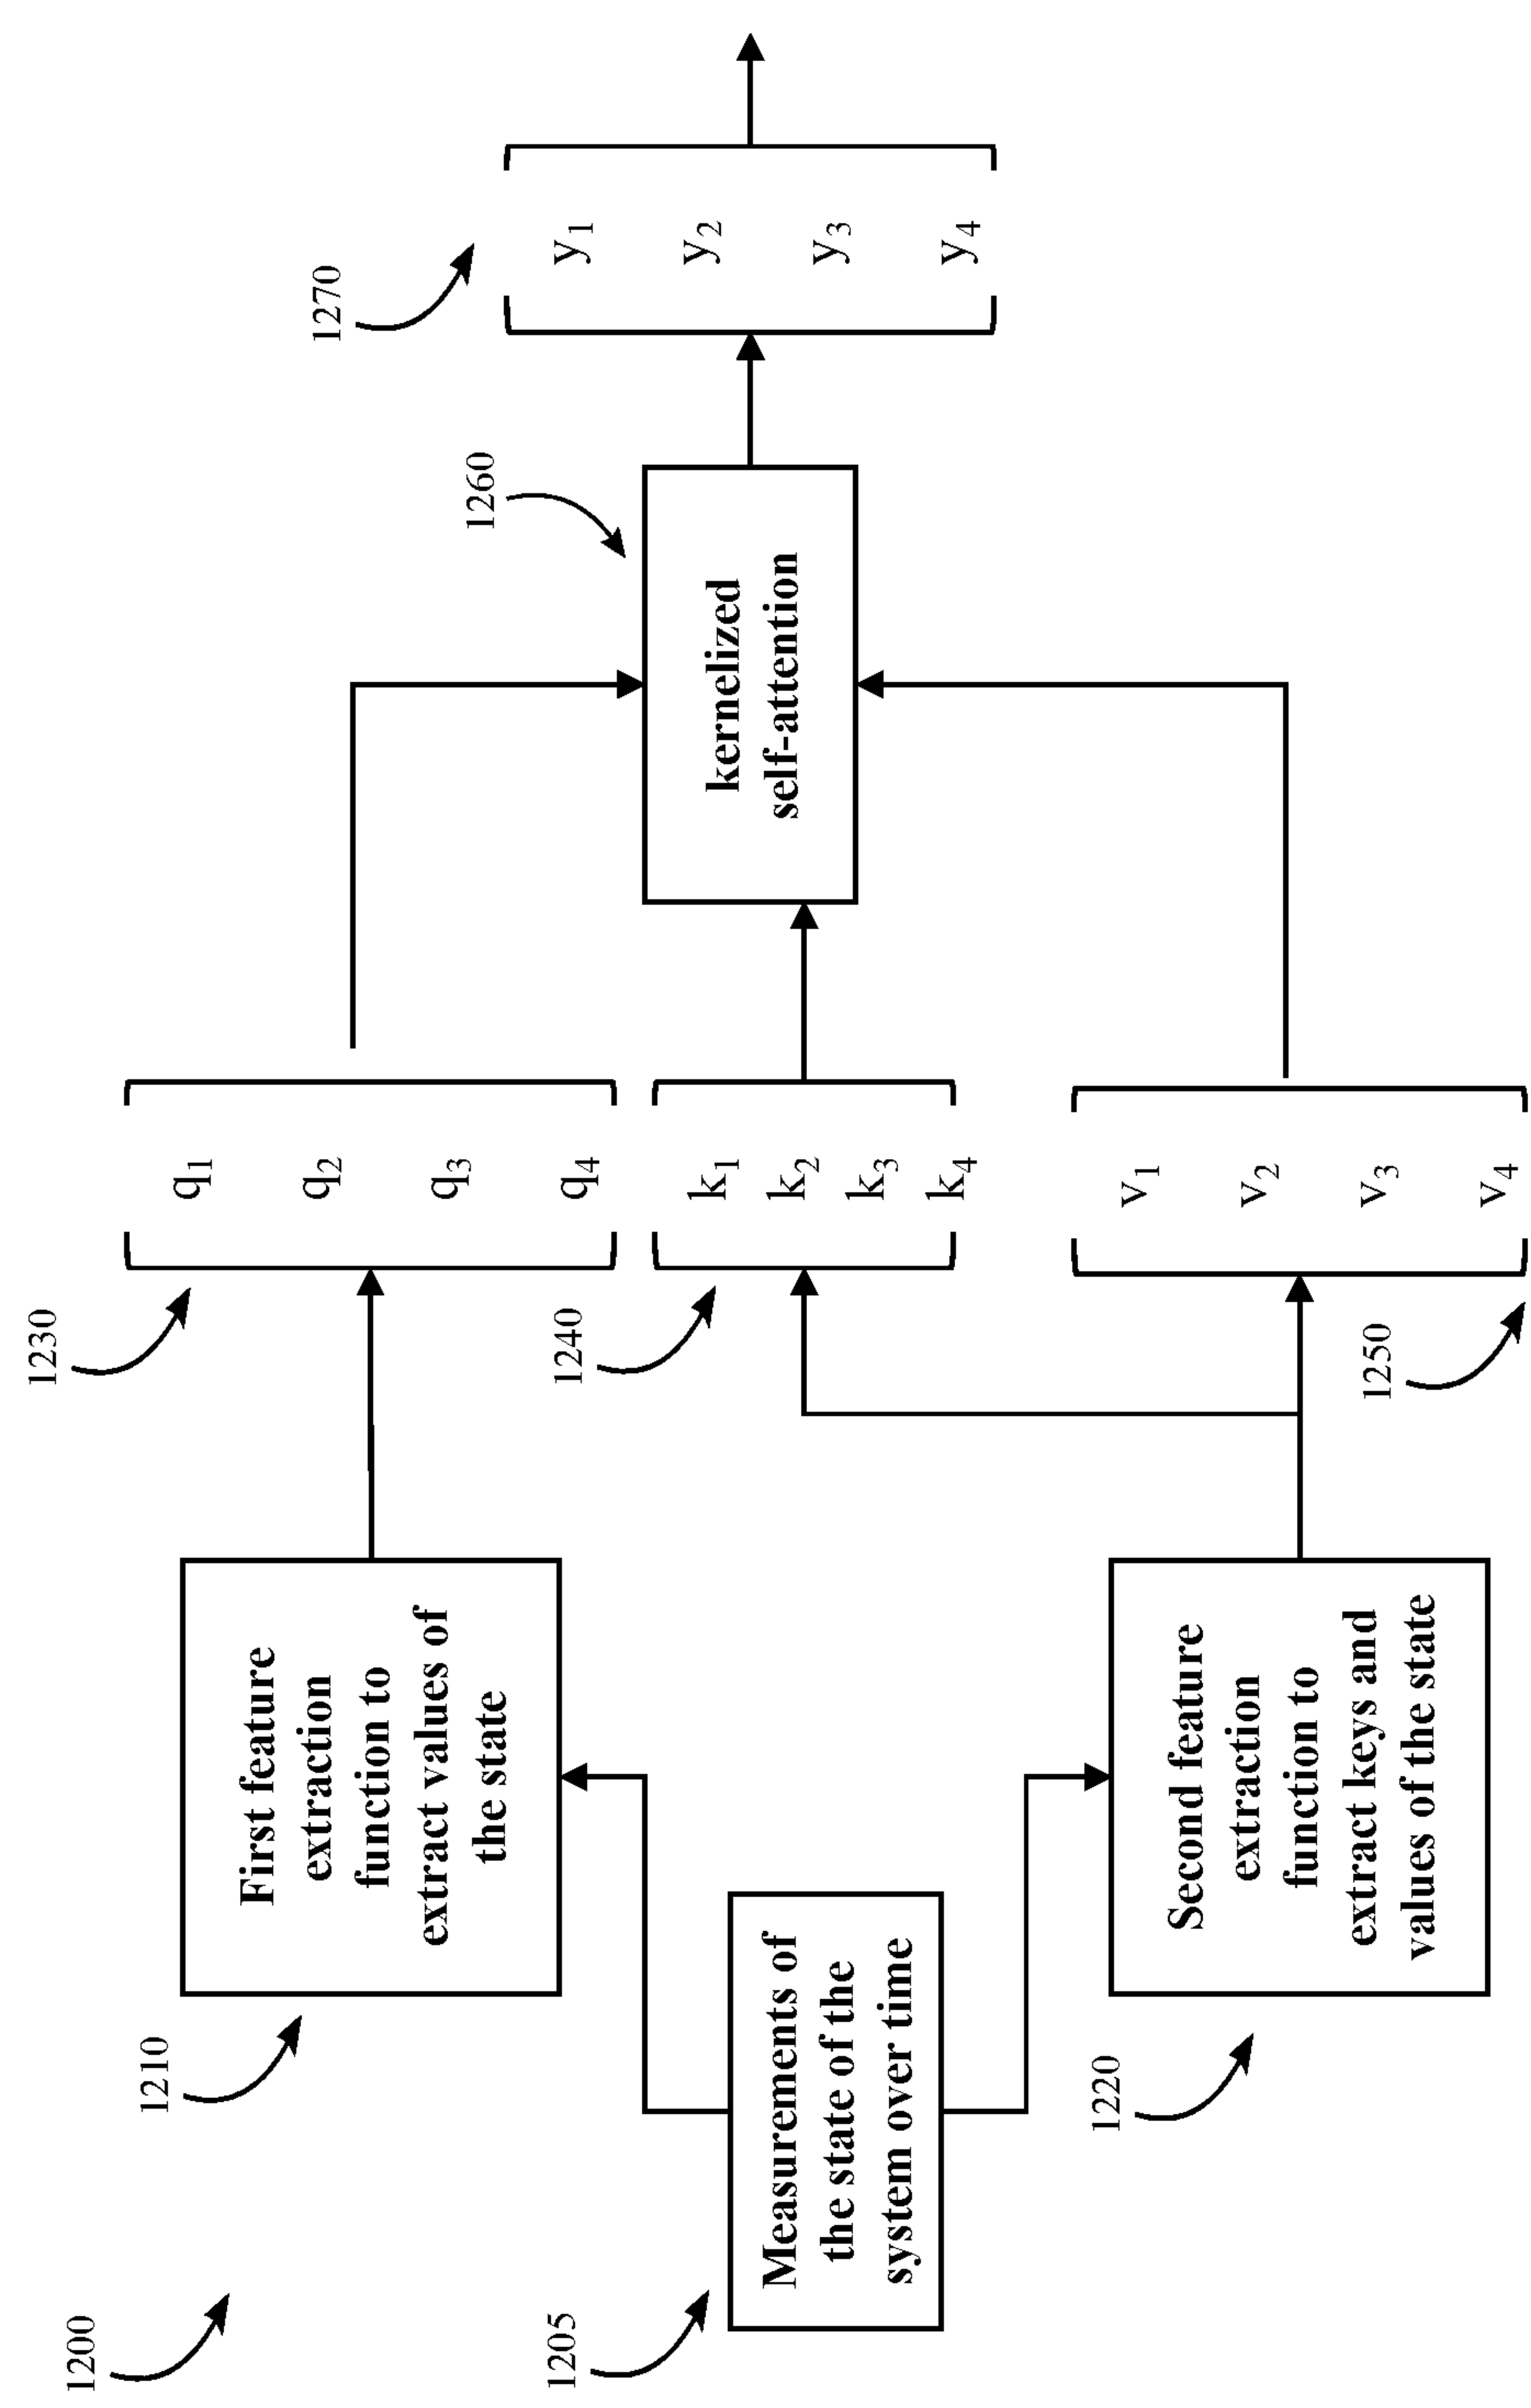 1200
1205
Measurements of
the state of the
system over time
1210
First feature
extraction
function to
extract values of
the state
1220
Second feature
extraction
function to
extract keys and
values of the state
1230
q1
q2
q3
q4
1240
k1
k2
k3
k4
1250
v1
v2
v3
v4
1260
kernelized
self-attention
1270
y1
y2
y3
y4